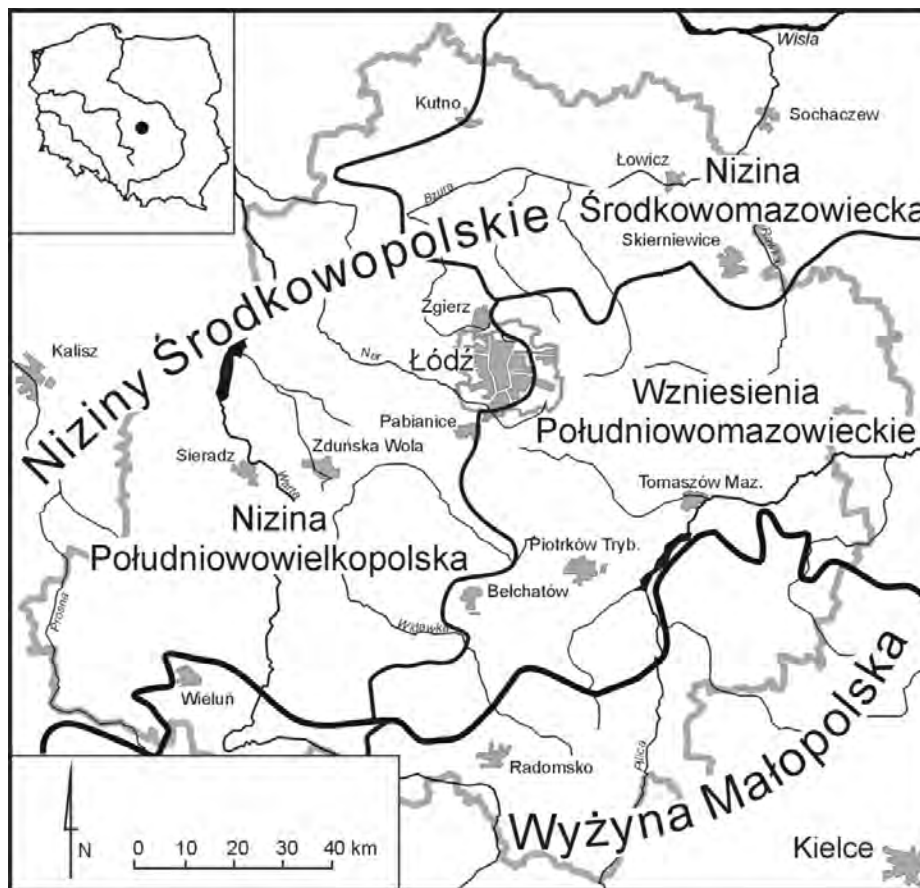 Wisła
Kutno
Sochaczew
Łowicz
Nizina
Środkowomazowiecka
Bzura
Rawka
Skierniewice
Niziny Środkowopolskie
Zgierz
Kalisz
Ner
Łódź
Wzniesienia
Południowomazowieckie
Pabianice
Sieradz
Zduńska Wola
Warta
Tomaszów Maz.
Nizina
Południowowielkopolska
Piotrków Tryb.
Bełchatów
Prosna
Widawka
Wieluń
Pilica
Radomsko
Wyżyna Małopolska
Kielce
N
0 10 20 30 40 km